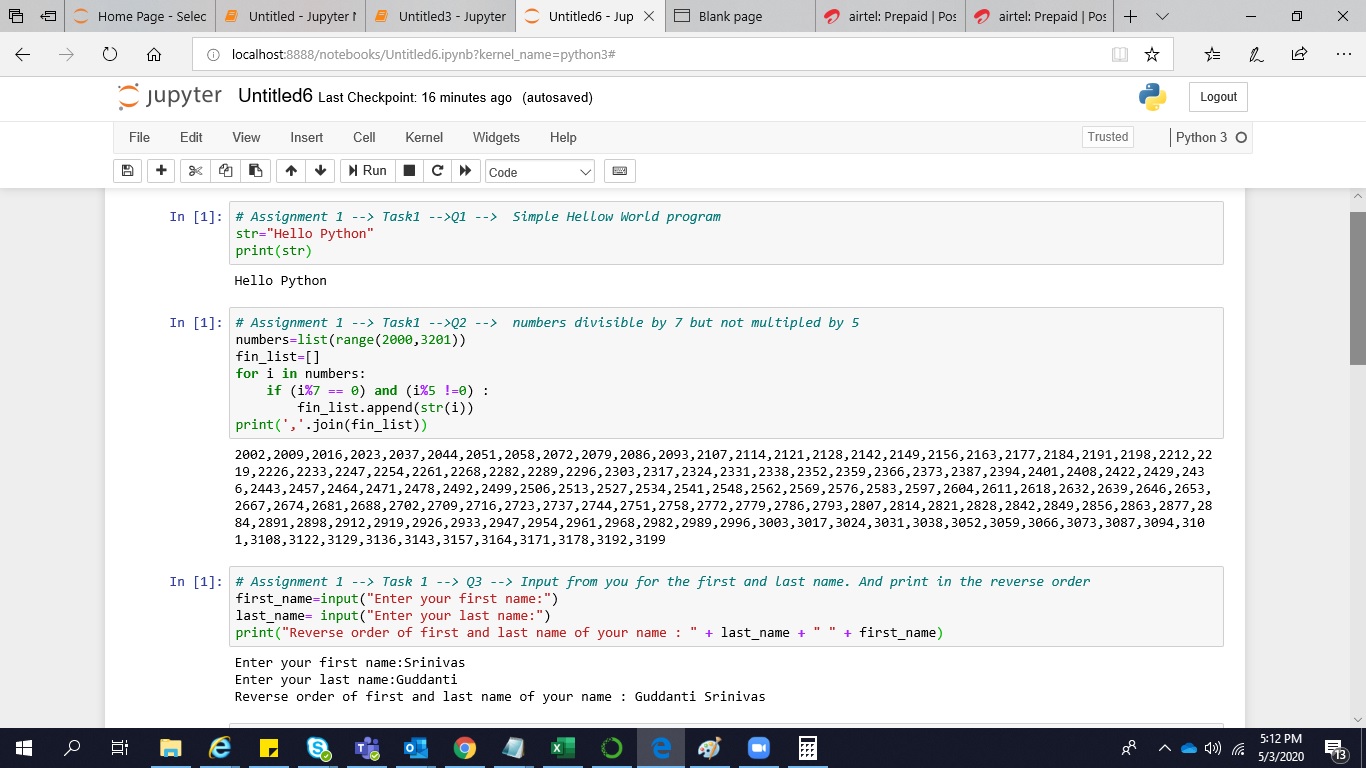 Home Page - Selec
Untitled - Jupyter N
Untitled3 - Jupyter
Untitled6 - Jup
Blank page
airtel: Prepaid | Pos
airtel: Prepaid | Pos
localhost:8888/notebooks/Untitled6.ipynb?kernel_name=python3#
jupyter Untitled6 Last Checkpoint: 16 minutes ago (autosaved)
Logout
File Edit View Insert Cell Kernel Widgets Help
Trusted
Python 3
Run
Code
In [1]: # Assignment 1 --> Task1 -->Q1 --> Simple Hellow World program
str="Hello Python"
print(str)
Hello Python
In [1]: # Assignment 1 --> Task1 -->Q2 --> numbers divisible by 7 but not multipled by 5
numbers=list(range(2000,3201))
fin_list=[]
for i in numbers:
if (i%7 == 0) and (i%5 !=0) :
fin_list.append(str(i))
print(','.join(fin_list))
2002,2009,2016,2023,2037,2044,2051,2058,2072,2079,2086,2093,2107,2114,2121,2128,2142,2149,2156,2163,2177,2184,2191,2198,2212,22
19,2226,2233,2247,2254,2261,2268,2282,2289,2296,2303,2317,2324,2331,2338,2352,2359,2366,2373,2387,2394,2401,2408,2422,2429,243
6,2443,2457,2464,2471,2478,2492,2499,2506,2513,2527,2534,2541,2548,2562,2569,2576,2583,2597,2604,2611,2618,2632,2639,2646,2653,
2667,2674,2681,2688,2702,2709,2716,2723,2737,2744,2751,2758,2772,2779,2786,2793,2807,2814,2821,2828,2842,2849,2856,2863,2877,28
84,2891,2898,2912,2919,2926,2933,2947,2954,2961,2968,2982,2989,2996,3003,3017,3024,3031,3038,3052,3059,3066,3073,3087,3094,310
1,3108,3122,3129,3136,3143,3157,3164,3171,3178,3192,3199
In [1]: # Assignment 1 --> Task 1 --> Q3 --> Input from you for the first and last name. And print in the reverse order
first_name=input("Enter your first name:")
last_name= input("Enter your last name:")
print("Reverse order of first and last name of your name : " + last_name + " " + first_name)
Enter your first name:Srinivas
Enter your last name:Guddanti
Reverse order of first and last name of your name : Guddanti Srinivas
5:12 PM
5/3/2020
13